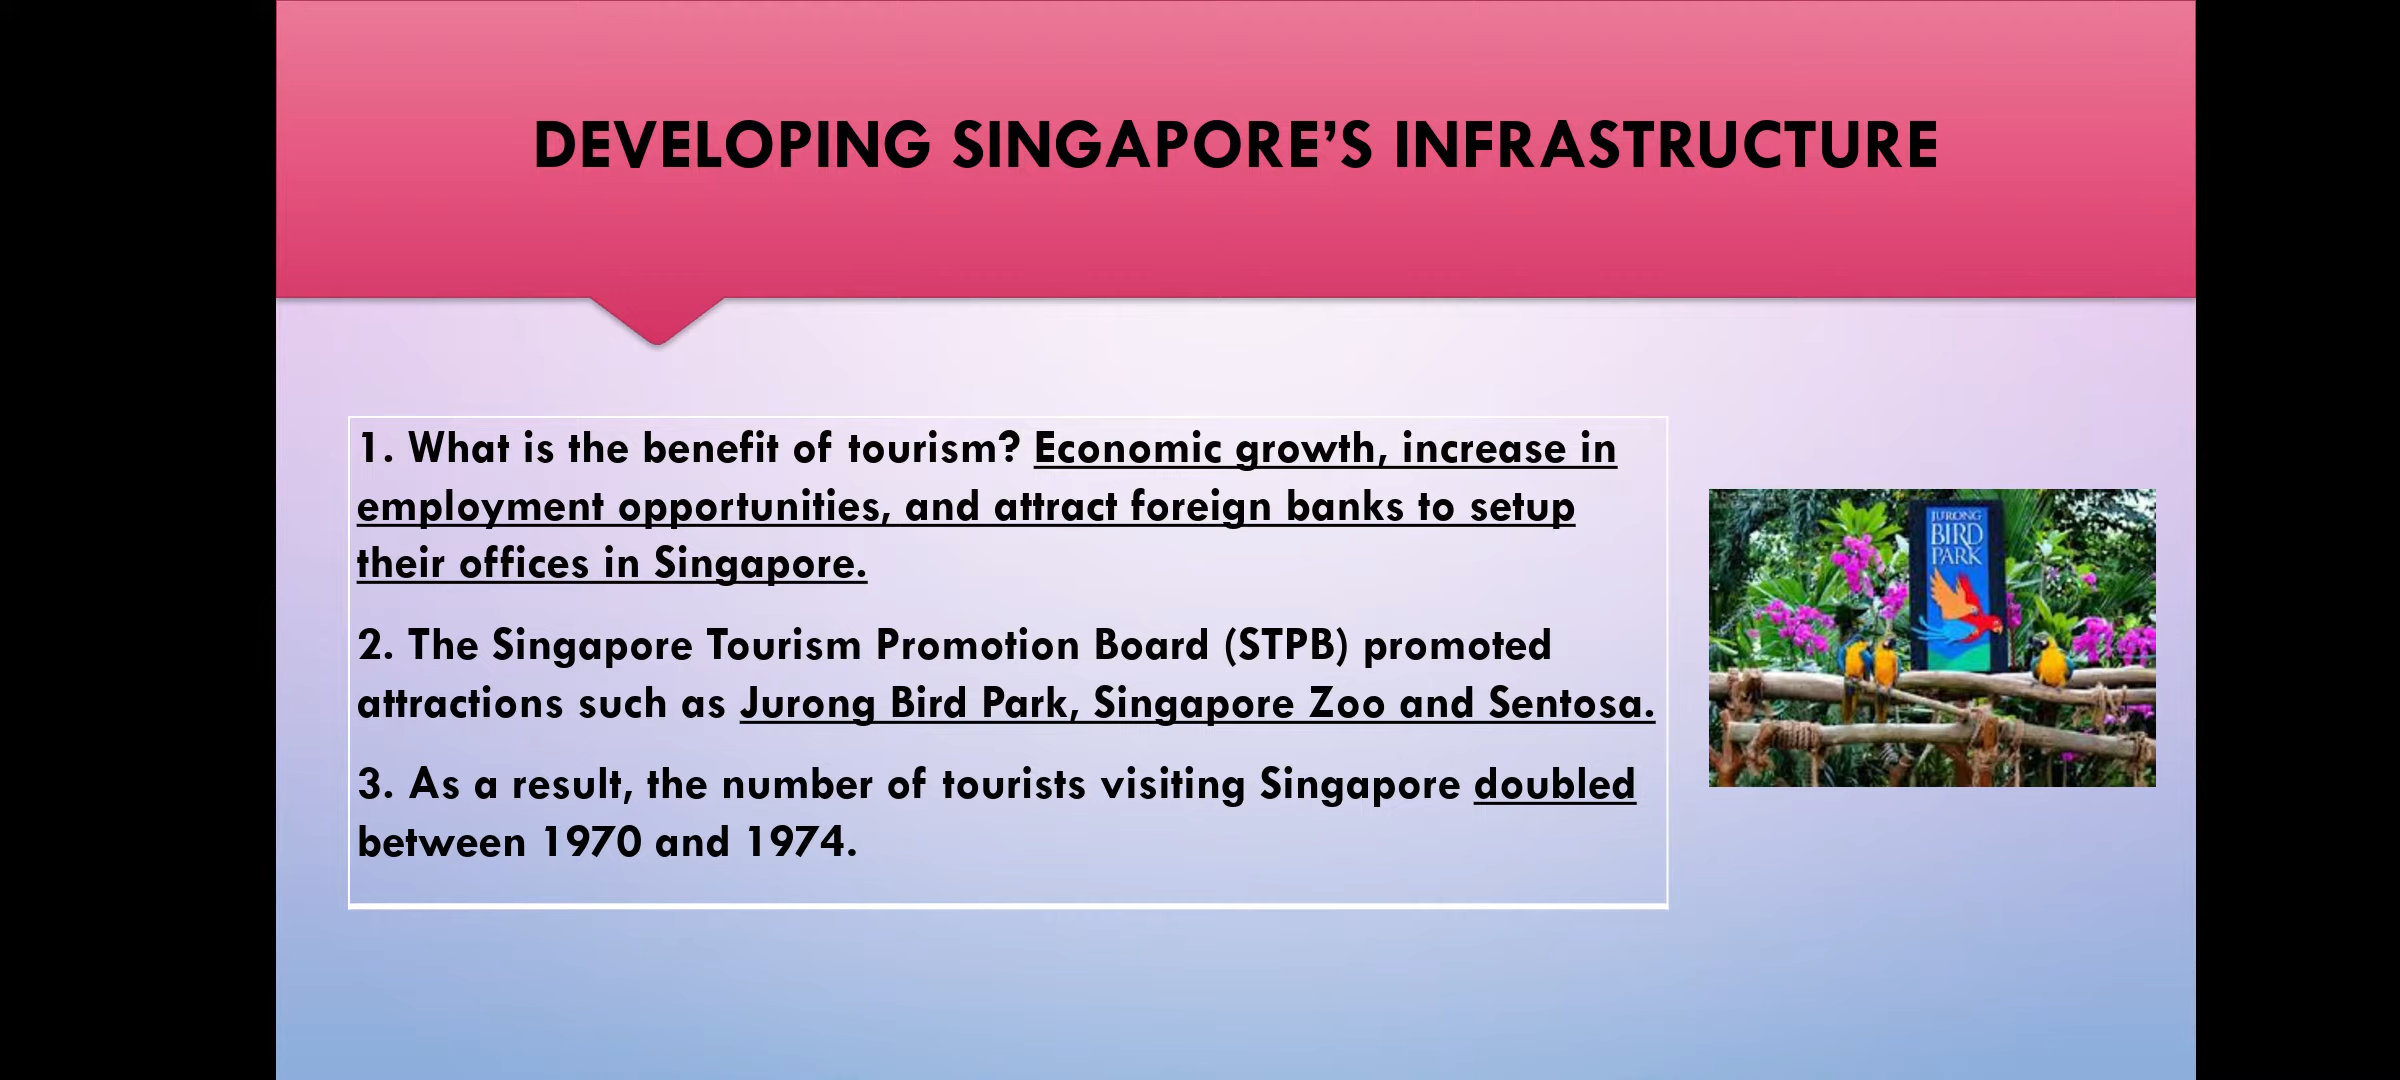 DEVELOPING SINGAPORE’S INFRASTRUCTURE
1. What is the benefit of tourism? Economic growth, increase in
employment opportunities, and attract foreign banks to setup
their offices in Singapore.
2. The Singapore Tourism Promotion Board (STPB) promoted
attractions such as Jurong Bird Park, Singapore Zoo and Sentosa.
3. As a result, the number of tourists visiting Singapore doubled
between 1970 and 1974.
JURONG
BIRD
PARK